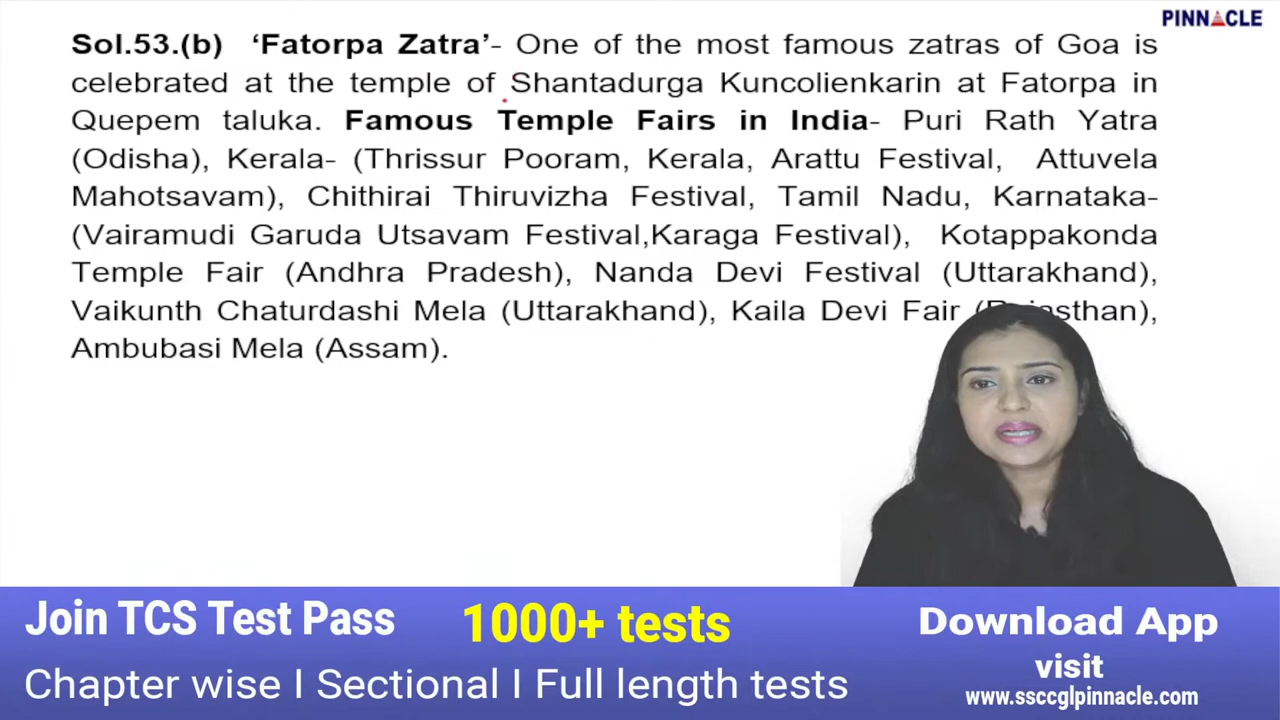 PINNACLE
Sol.53.(b) ‘Fatorpa Zatra’- One of the most famous zatras of Goa is
celebrated at the temple of Shantadurga Kuncolienkarin at Fatorpa in
Quepem taluka. Famous Temple Fairs in India- Puri Rath Yatra
(Odisha), Kerala- (Thrissur Pooram, Kerala, Arattu Festival, Attuvela
Mahotsavam), Chithirai Thiruvizha Festival, Tamil Nadu, Karnataka-
(Vairamudi Garuda Utsavam Festival,Karaga Festival), Kotappakonda
Temple Fair (Andhra Pradesh), Nanda Devi Festival (Uttarakhand),
Vaikunth Chaturdashi Mela (Uttarakhand), Kaila Devi Fair (Rajasthan),
Ambubasi Mela (Assam).
Join TCS Test Pass 1000+ tests
Chapter wise I Sectional I Full length tests
Download App
visit
www.ssccglpinnacle.com